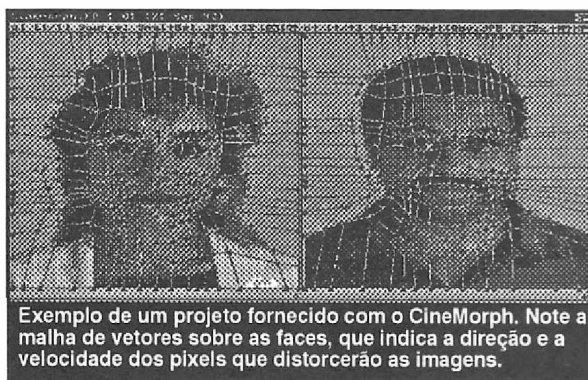 Exemplo de um projeto fornecido com o CineMorph. Note a
malha de vetores sobre as faces, que indica a direção e a
velocidade dos pixels que distorcerão as imagens.